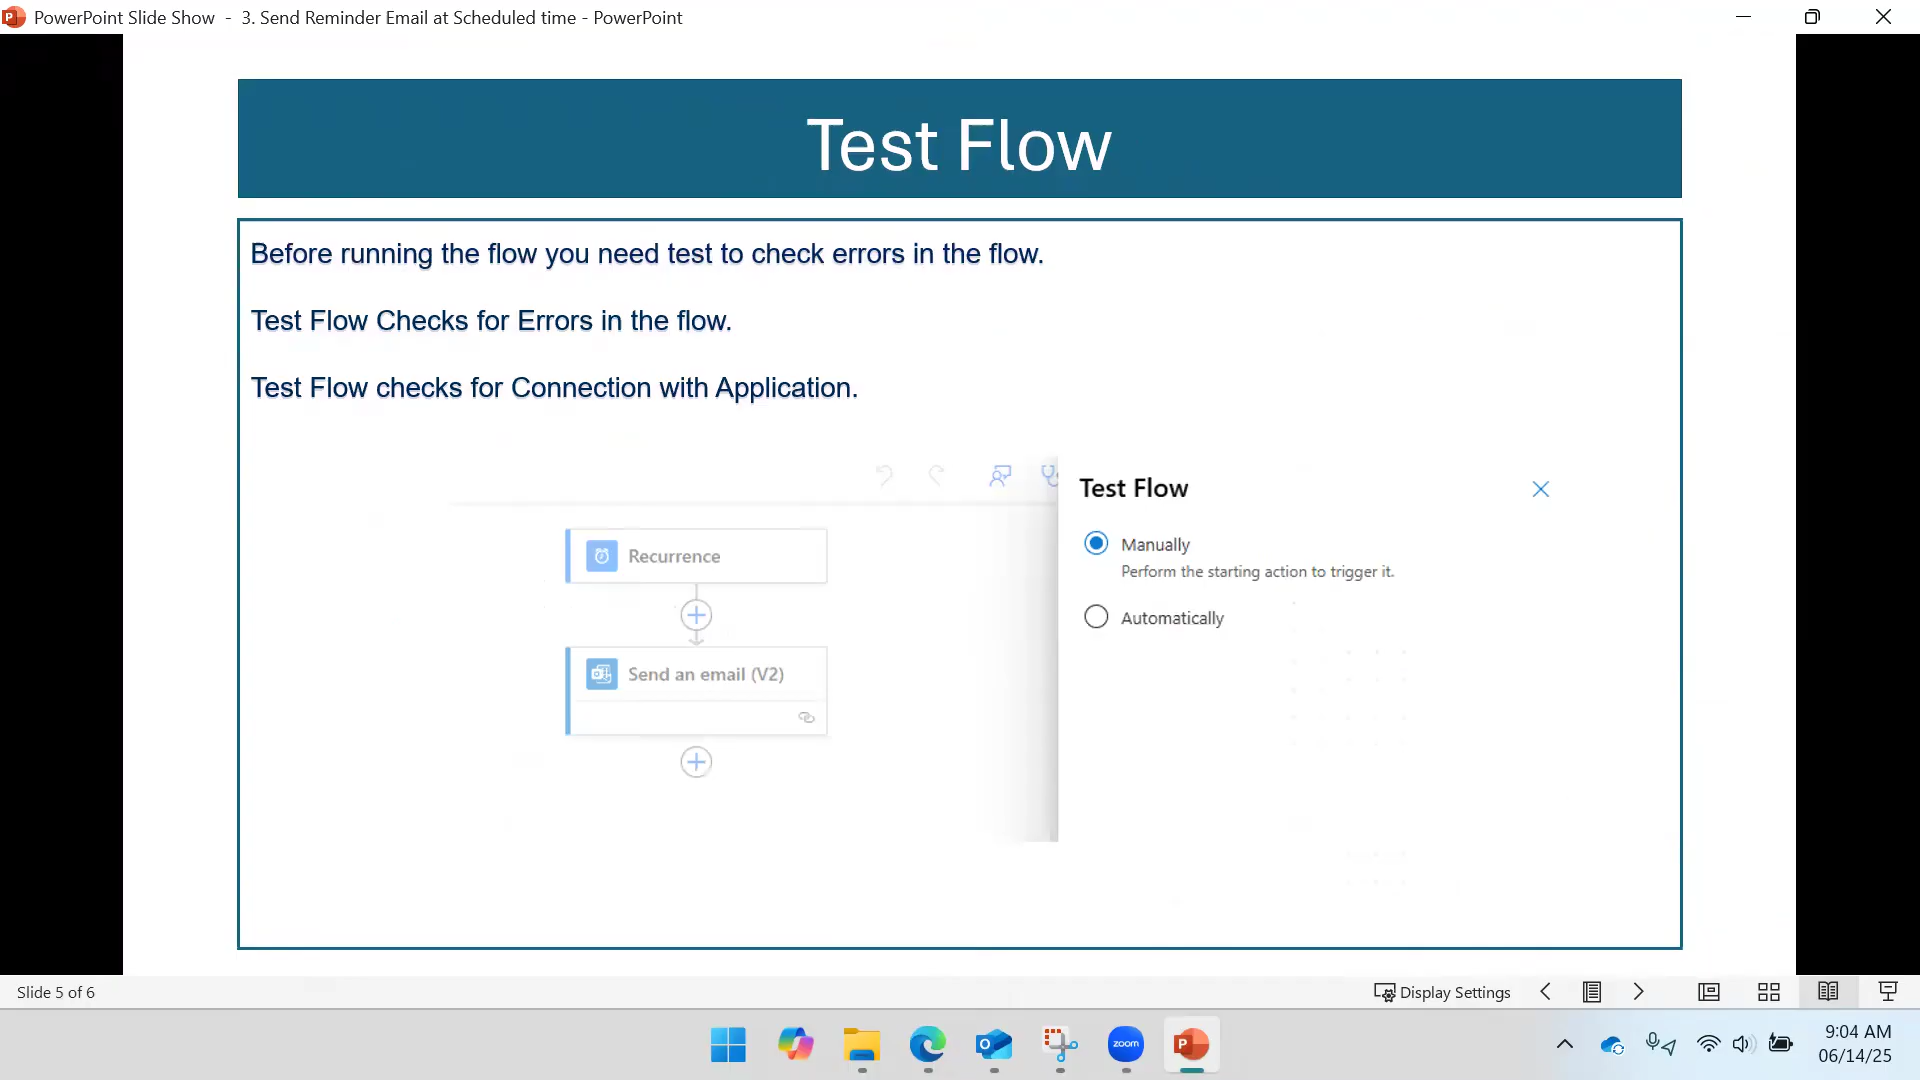 PowerPoint Slide Show - 3. Send Reminder Email at Scheduled time - PowerPoint
Test Flow
Before running the flow you need test to check errors in the flow.
Test Flow Checks for Errors in the flow.
Test Flow checks for Connection with Application.
Test Flow
Manually
Perform the starting action to trigger it.
Automatically
Recurrence
Send an email (V2)
Slide 5 of 6
Display Settings
zoom
9:04 AM
06/14/25